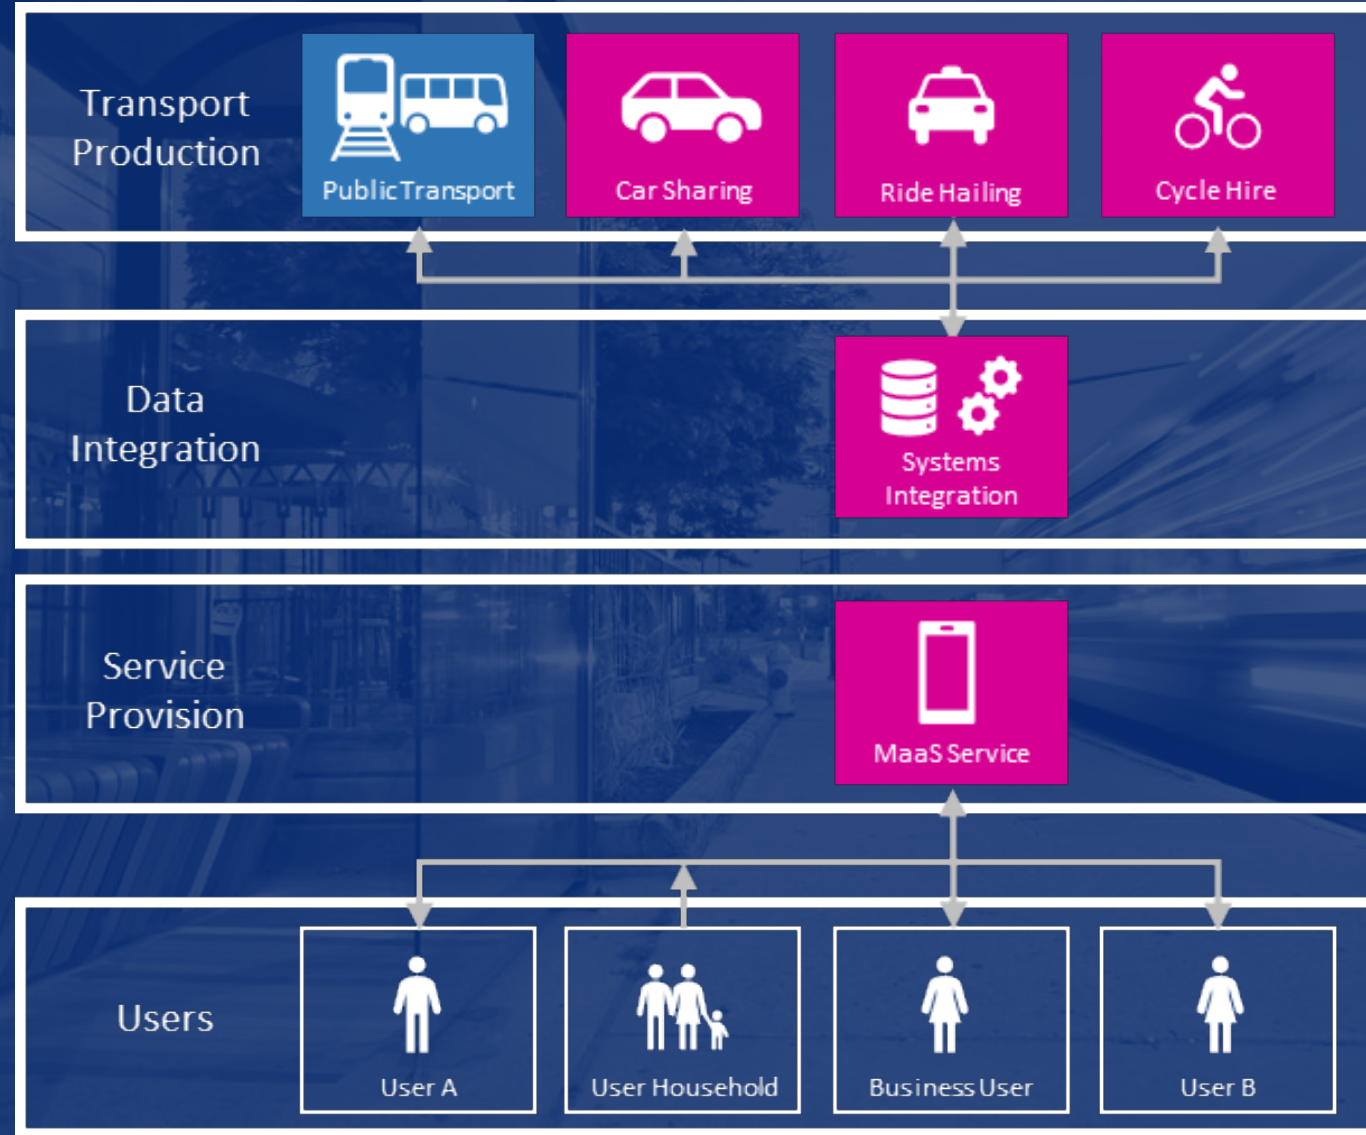 Transport
Production
Public Transport
Car Sharing
Ride Hailing
Cycle Hire
Data
Integration
Systems
Integration
Service
Provision
MaaS Service
Users
User A
User Household
Business User
User B